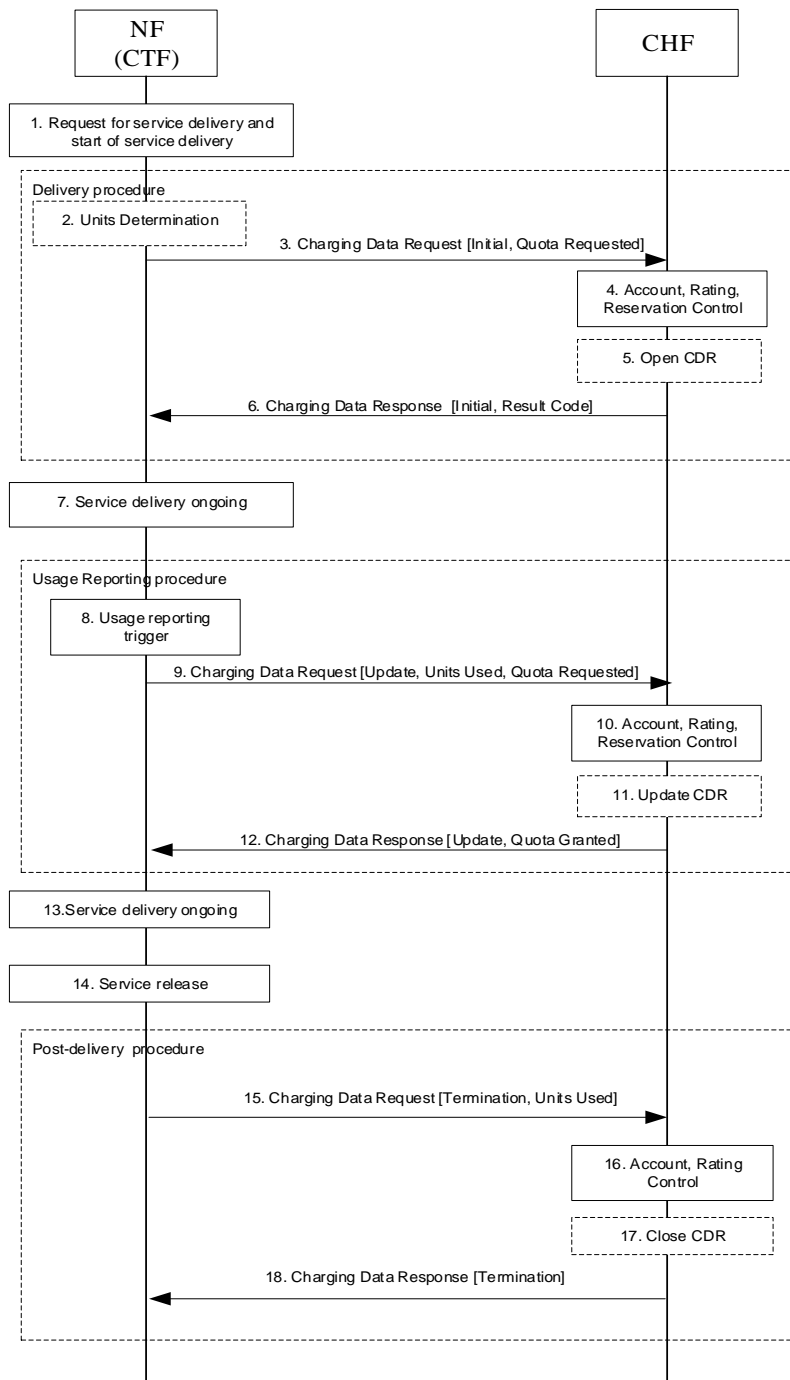 NF
(CTF)
CHF
1. Request for service delivery and
start of service delivery
Delivery procedure
2. Units Determination
3. Charging Data Request [Initial, Quota Requested]
4. Account, Rating,
Reservation Control
5. Open CDR
6. Charging Data Response [Initial, Result Code]
7. Service delivery ongoing
Usage Reporting procedure
8. Usage reporting
trigger
9. Charging Data Request [Update, Units Used, Quota Requested]
10. Account, Rating,
Reservation Control
11. Update CDR
12. Charging Data Response [Update, Quota Granted]
13.Service delivery ongoing
14. Service release
Post-delivery procedure
15. Charging Data Request [Termination, Units Used]
16. Account, Rating
Control
17. Close CDR
18. Charging Data Response [Termination]